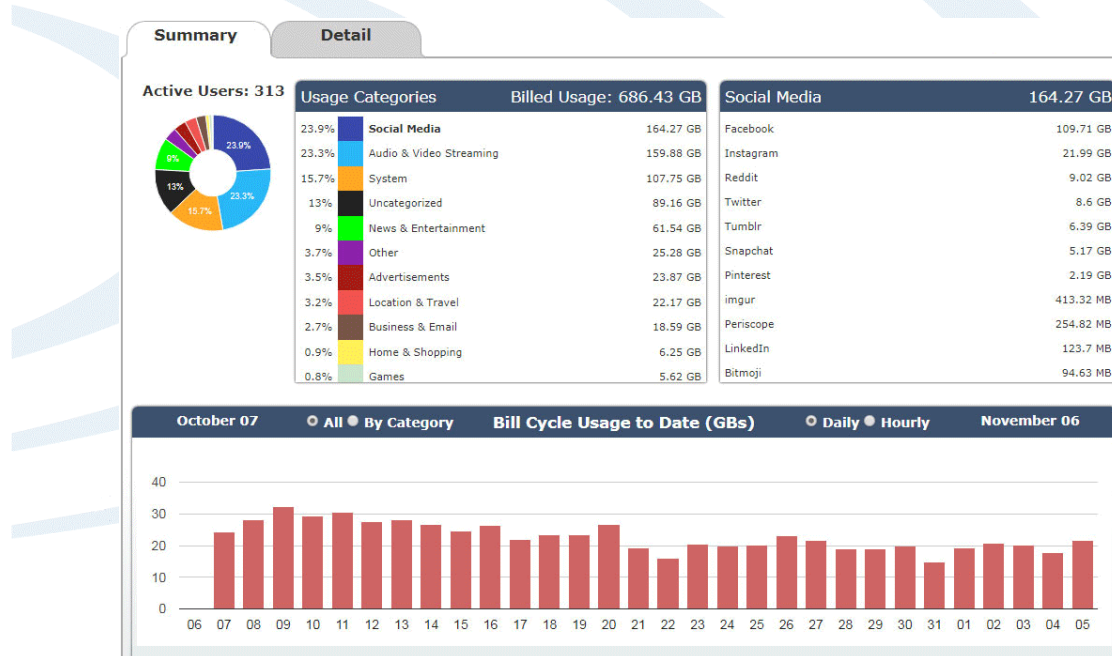 Summary
Detail
Active Users: 313
23.9%
23.3%
15.7%
13%
9%
Usage Categories Billed Usage: 686.43 GB
23.9% Social Media 164.27 GB
23.3% Audio & Video Streaming 159.88 GB
15.7% System 107.75 GB
13% Uncategorized 89.16 GB
9% News & Entertainment 61.54 GB
3.7% Other 25.28 GB
3.5% Advertisements 23.87 GB
3.2% Location & Travel 22.17 GB
2.7% Business & Email 18.59 GB
0.9% Home & Shopping 6.25 GB
0.8% Games 5.62 GB
Social Media 164.27 GB
Facebook 109.71 GB
Instagram 21.99 GB
Reddit 9.02 GB
Twitter 8.6 GB
Tumblr 6.39 GB
Snapchat 5.17 GB
Pinterest 2.19 GB
imgur 413.32 MB
Periscope 254.82 MB
LinkedIn 123.7 MB
Bitmoji 94.63 MB
October 07 All By Category Bill Cycle Usage to Date (GBs) Daily Hourly November 06
40
30
20
10
0
06 07 08 09 10 11 12 13 14 15 16 17 18 19 20 21 22 23 24 25 26 27 28 29 30 31 01 02 03 04 05